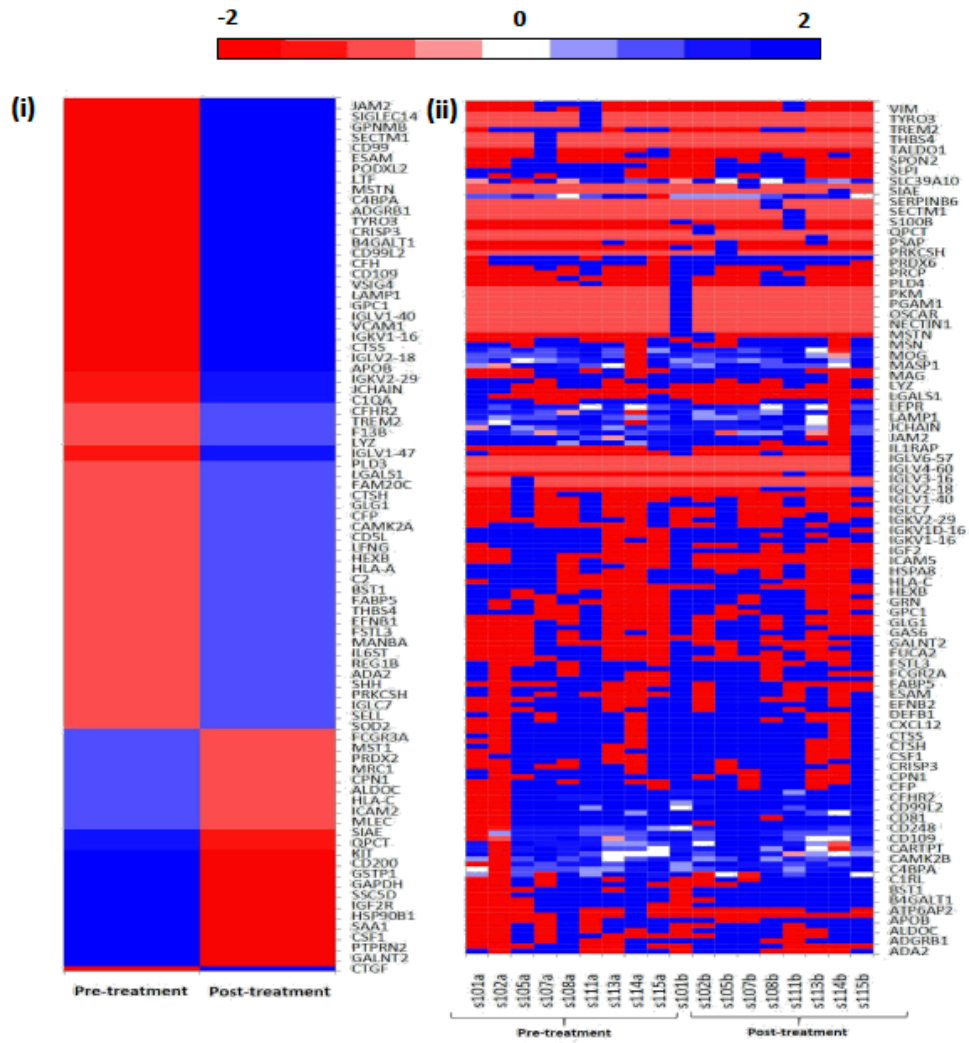 -2 0 2
(i)
JAM2
SIGLEC14
GPNMB
SECTM1
CD99
ESAM
PODXL2
LTF
MSTN
C4BPA
ADGRB1
TYRO3
CRISP3
B4GALT1
CD99L2
CFH
CD109
VSIG4
LAMP1
GPC1
IGLV1-40
VCAM1
IGKV1-16
CTSS
IGLV2-18
APOB
IGKV2-29
JCHAIN
C1QA
CFHR2
TREM2
F13B
LYZ
IGLV1-47
PLD3
LGALS1
FAM20C
CTSH
GLG1
CFP
CAMK2A
CD5L
LFNG
HEXB
HLA-A
C2
BST1
FABP5
THBS4
EFNB1
FSTL3
MANBA
IL6ST
REG1B
ADA2
SHH
PRKCSH
IGLC7
SELL
SOD2
FCGR3A
MST1
PRDX2
MRC1
CPN1
ALDOC
HLA-C
ICAM2
MLEC
SIAE
QPCT
KIT
CD200
GSTP1
GAPDH
SSC5D
IGF2R
HSP90B1
SAA1
CSF1
PTPRN2
GALNT2
CTGF
Pre-treatment Post-treatment
(ii)
VIM
TYRO3
TREM2
THBS4
TALDO1
SPON2
SLPI
SLC39A10
SIAE
SERPINB6
SECTM1
S100B
QPCT
PSAP
PRKCSH
PRDX6
PRCP
PLD4
PKM
PGAM1
OSCAR
NECTIN1
MSTN
MSN
MOG
MASP1
MAG
LYZ
LGALS1
LEPR
LAMP1
JCHAIN
JAM2
IL1RAP
IGLV6-57
IGLV4-60
IGLV3-16
IGLV2-18
IGLV1-40
IGLC7
IGKV2-29
IGKV1D-16
IGKV1-16
IGF2
ICAM5
HSPA8
HLA-C
HEXB
GRN
GPC1
GLG1
GAS6
GALNT2
FUCA2
FSTL3
FCGR2A
FABP5
ESAM
EFNB2
DEFB1
CXCL12
CTSS
CTSH
CSF1
CRISP3
CPN1
CFP
CFHR2
CD99L2
CD81
CD248
CD109
CARTPT
CAMK2B
C4BPA
C1RL
BST1
B4GALT1
ATP6AP2
APOB
ALDOC
ADGRB1
ADA2
s101a s102a s105a s107a s108a s111a s113a s114a s115a s101b s102b s105b s107b s108b s111b s113b s114b s115b
Pre-treatment Post-treatment